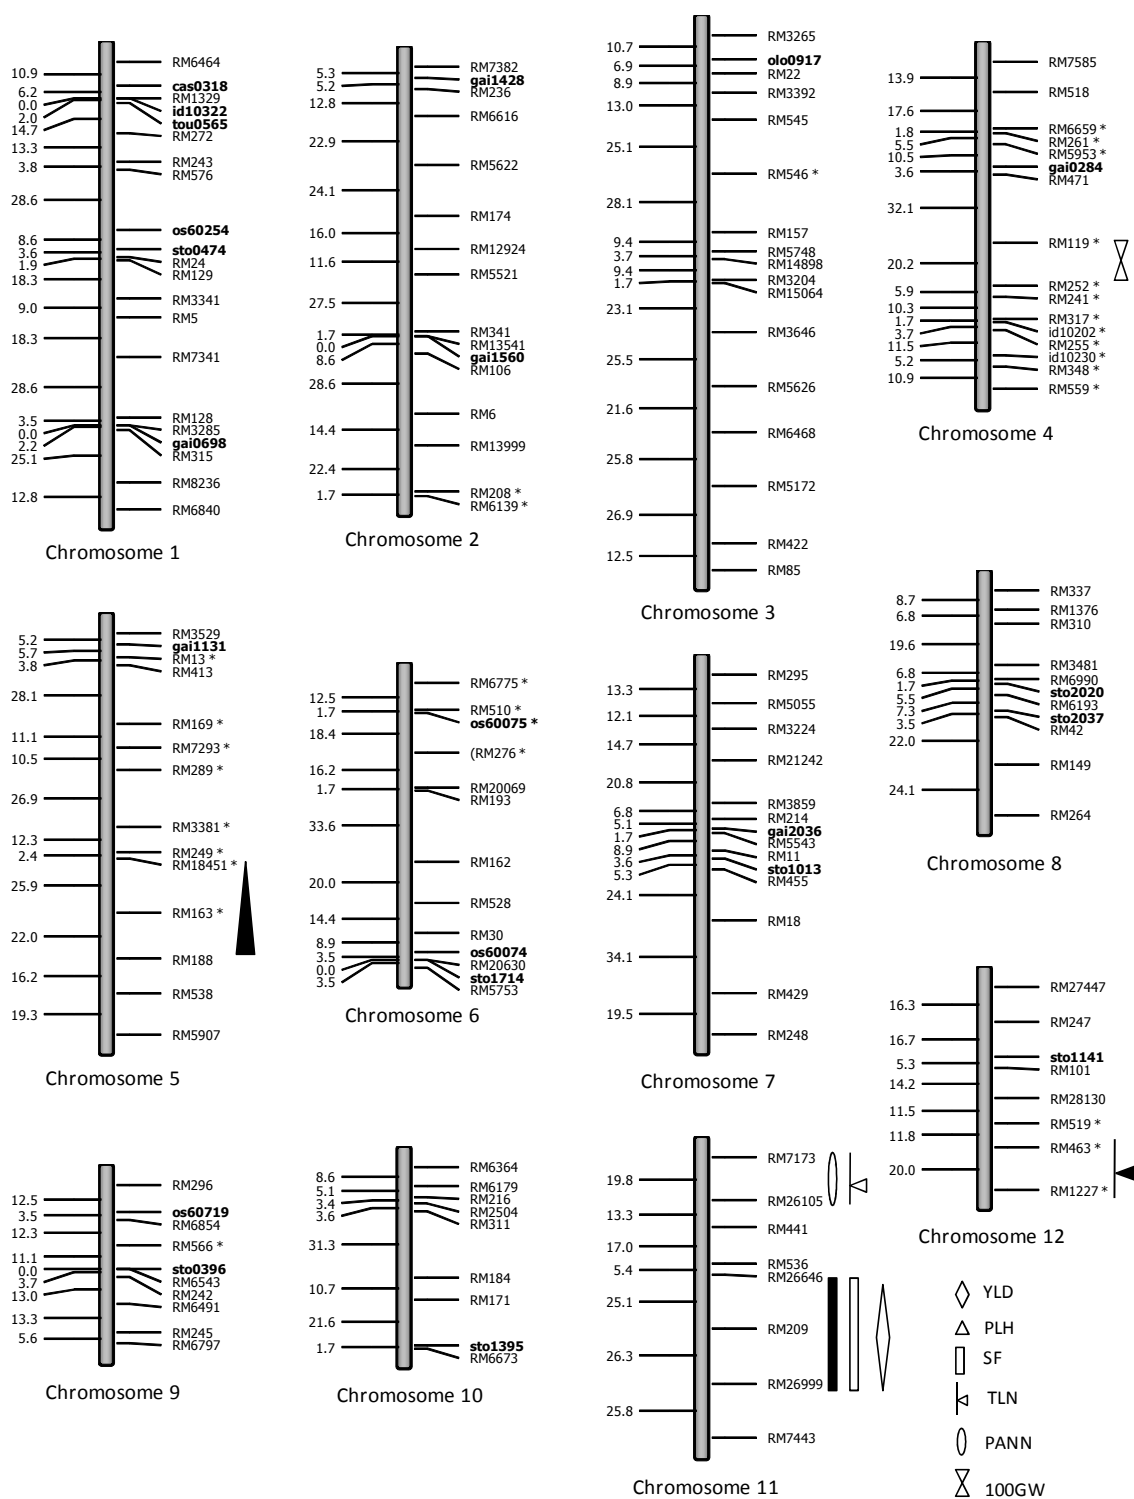 RM6464
10.9
cas0318
6.2
RM1329
0.0
id10322
2.0
tou0565
14.7
RM272
13.3
RM243
3.8
RM576
28.6
os60254
8.6
sto0474
3.6
RM24
1.9
RM129
18.3
RM3341
9.0
RM5
18.3
RM7341
28.6
RM128
3.5
RM3285
0.0
gai0698
2.2
RM315
25.1
RM8236
12.8
RM6840
Chromosome 1
RM7382
5.3
gai1428
5.2
RM236
12.8
RM6616
22.9
RM5622
24.1
RM174
16.0
RM12924
11.6
RM5521
27.5
RM341
1.7
RM13541
0.0
gai1560
8.6
RM106
28.6
RM6
14.4
RM13999
22.4
RM208 *
1.7
RM6139 *
Chromosome 2
RM3265
10.7
olo0917
6.9
RM22
8.9
RM3392
13.0
RM545
25.1
RM546 *
28.1
RM157
9.4
RM5748
3.7
RM14898
9.4
RM3204
1.7
RM15064
23.1
RM3646
25.5
RM5626
21.6
RM6468
25.8
RM5172
26.9
RM422
12.5
RM85
Chromosome 3
RM7585
13.9
RM518
17.6
RM6659 *
1.8
RM261 *
5.5
RM5953 *
10.5
gai0284
3.6
RM471
32.1
RM119 *
20.2
RM252 *
5.9
RM241 *
10.3
RM317 *
1.7
id10202 *
3.7
RM255 *
11.5
id10230 *
5.2
RM348 *
10.9
RM559 *
Chromosome 4
RM3529
5.2
gai1131
5.7
RM13 *
3.8
RM413
28.1
RM169 *
11.1
RM7293 *
10.5
RM289 *
26.9
RM3381 *
12.3
RM249 *
2.4
RM18451 *
25.9
RM163 *
22.0
RM188
16.2
RM538
19.3
RM5907
Chromosome 5
RM6775 *
12.5
RM510 *
1.7
os60075 *
18.4
(RM276 *
16.2
RM20069
1.7
RM193
33.6
RM162
20.0
RM528
14.4
RM30
8.9
os60074
3.5
RM20630
0.0
sto1714
3.5
RM5753
Chromosome 6
RM295
13.3
RM5055
12.1
RM3224
14.7
RM21242
20.8
RM3859
6.8
RM214
5.1
gai2036
1.7
RM5543
8.9
RM11
3.6
sto1013
5.3
RM455
24.1
RM18
34.1
RM429
19.5
RM248
Chromosome 7
RM337
8.7
RM1376
6.8
RM310
19.6
RM3481
6.8
RM6990
1.7
sto2020
5.5
RM6193
7.3
sto2037
3.5
RM42
22.0
RM149
24.1
RM264
Chromosome 8
RM296
12.5
os60719
3.5
RM6854
12.3
RM566 *
11.1
sto0396
0.0
RM6543
3.7
RM242
13.0
RM6491
13.3
RM245
5.6
RM6797
Chromosome 9
RM6364
8.6
RM6179
5.1
RM216
3.4
RM2504
3.6
RM311
31.3
RM184
10.7
RM171
21.6
sto1395
1.7
RM6673
Chromosome 10
RM7173
19.8
RM26105
13.3
RM441
17.0
RM536
5.4
RM26646
25.1
RM209
26.3
RM26999
25.8
RM7443
Chromosome 11
RM27447
16.3
RM247
16.7
sto1141
5.3
RM101
14.2
RM28130
11.5
RM519 *
11.8
RM463 *
20.0
RM1227 *
Chromosome 12
YLD
PLH
SF
TLN
PANN
100GW